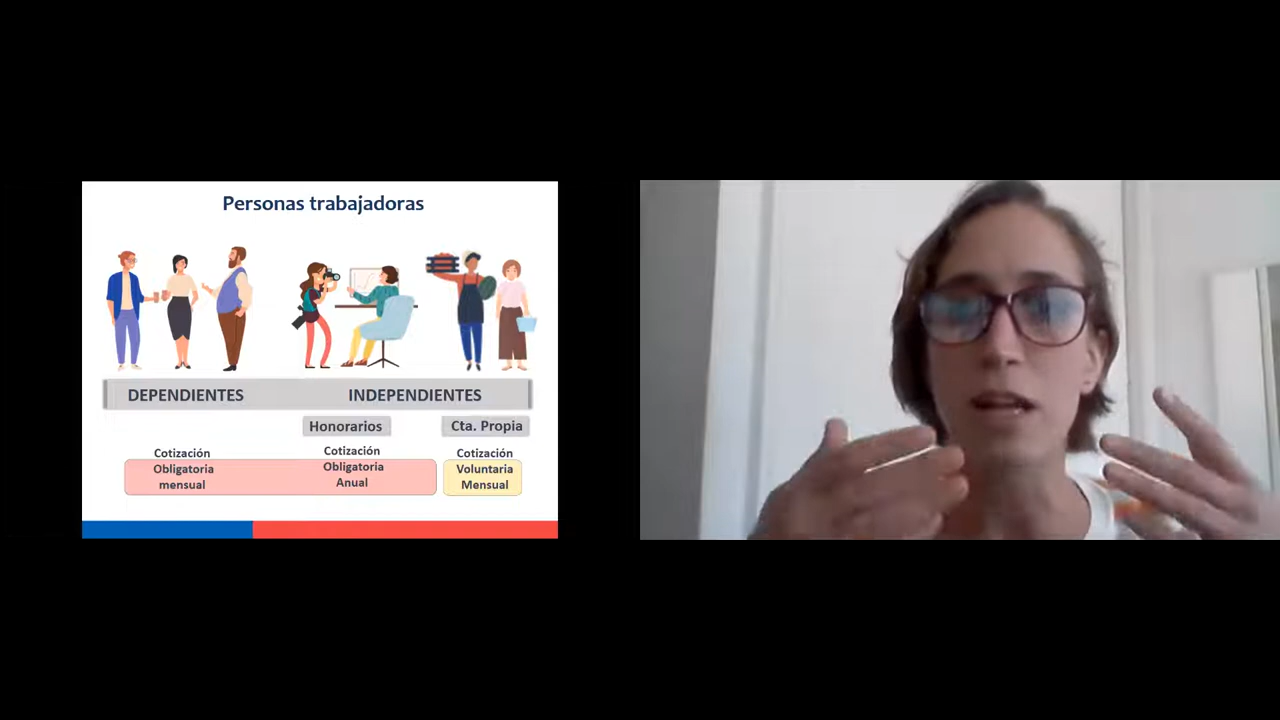 Personas trabajadoras
DEPENDIENTES
INDEPENDIENTES
Honorarios
Cta. Propia
Cotización
Obligatoria
mensual
Cotización
Obligatoria
Anual
Cotización
Voluntaria
Mensual